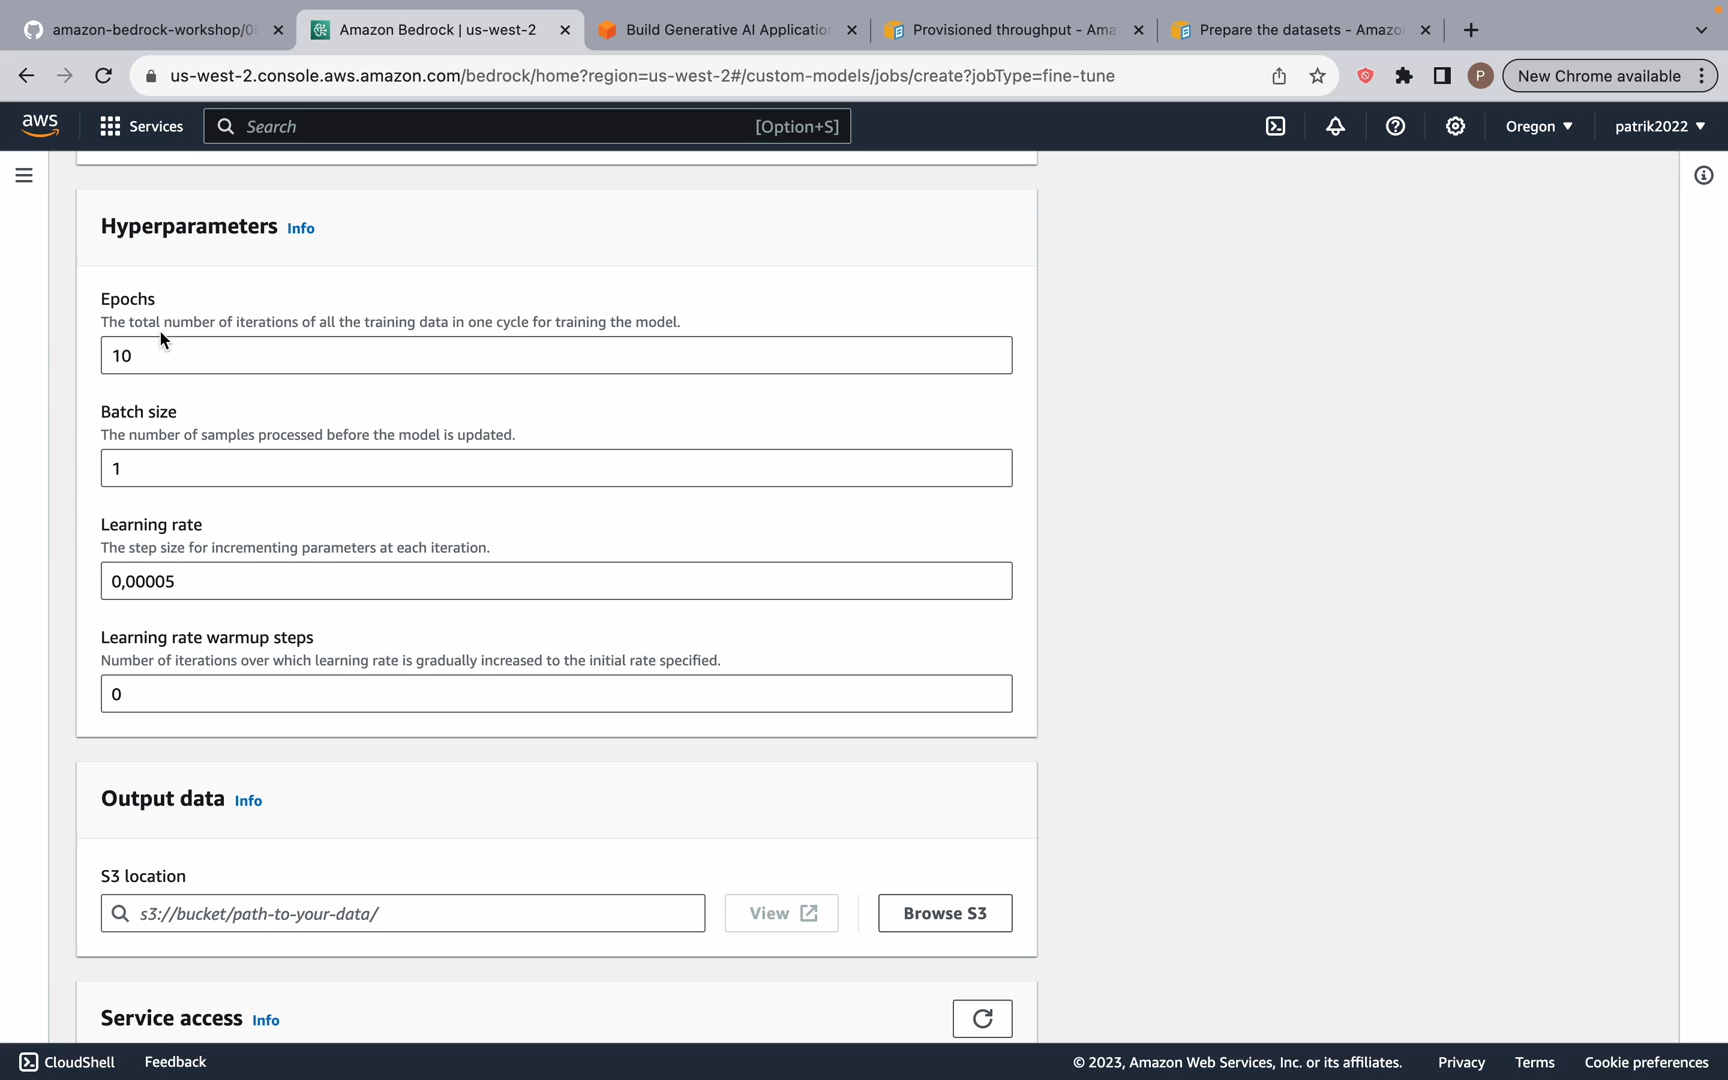 amazon-bedrock-workshop/0
Amazon Bedrock | us-west-2
Build Generative AI Applicatio
Provisioned throughput - Ama
Prepare the datasets - Amazo
us-west-2.console.aws.amazon.com/bedrock/home?region=us-west-2#/custom-models/jobs/create?jobType=fine-tune
P
New Chrome available
aws
Services
Search
[Option+S]
Oregon
patrik2022
Hyperparameters Info
Epochs
The total number of iterations of all the training data in one cycle for training the model.
10
Batch size
The number of samples processed before the model is updated.
1
Learning rate
The step size for incrementing parameters at each iteration.
0,00005
Learning rate warmup steps
Number of iterations over which learning rate is gradually increased to the initial rate specified.
0
Output data Info
S3 location
s3://bucket/path-to-your-data/
View
Browse S3
Service access Info
CloudShell
Feedback
© 2023, Amazon Web Services, Inc. or its affiliates.
Privacy
Terms
Cookie preferences